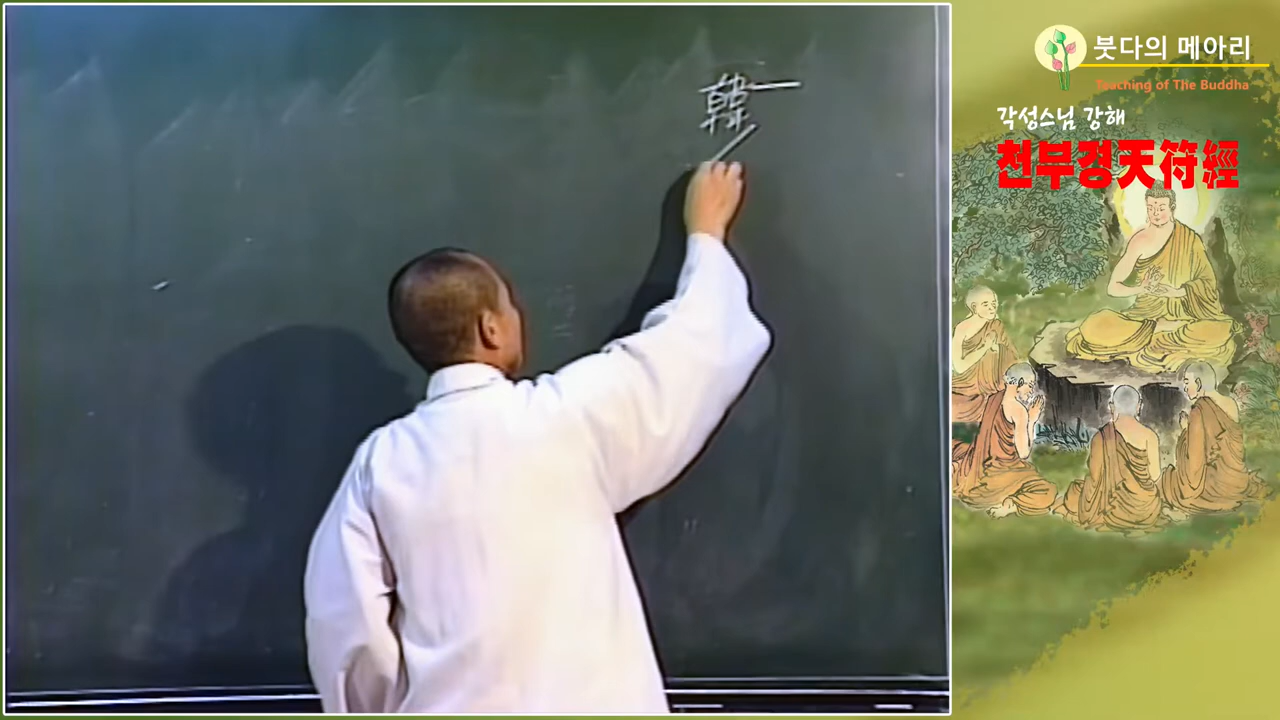 韓
붓다의 메아리
Teaching of The Buddha
각성스님 강해
천부경天符經